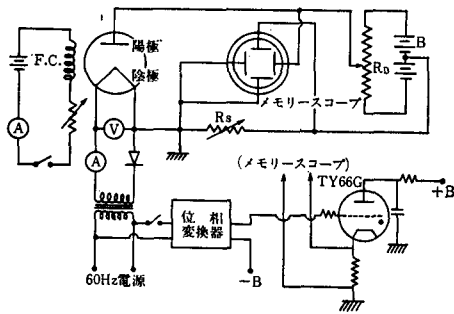 F.C.
A
陽極
陰極
V
A
メモリースコープ
Rs
RD
B
(メモリースコープ)
TY66G
+B
位相
変換器
-B
60Hz電源